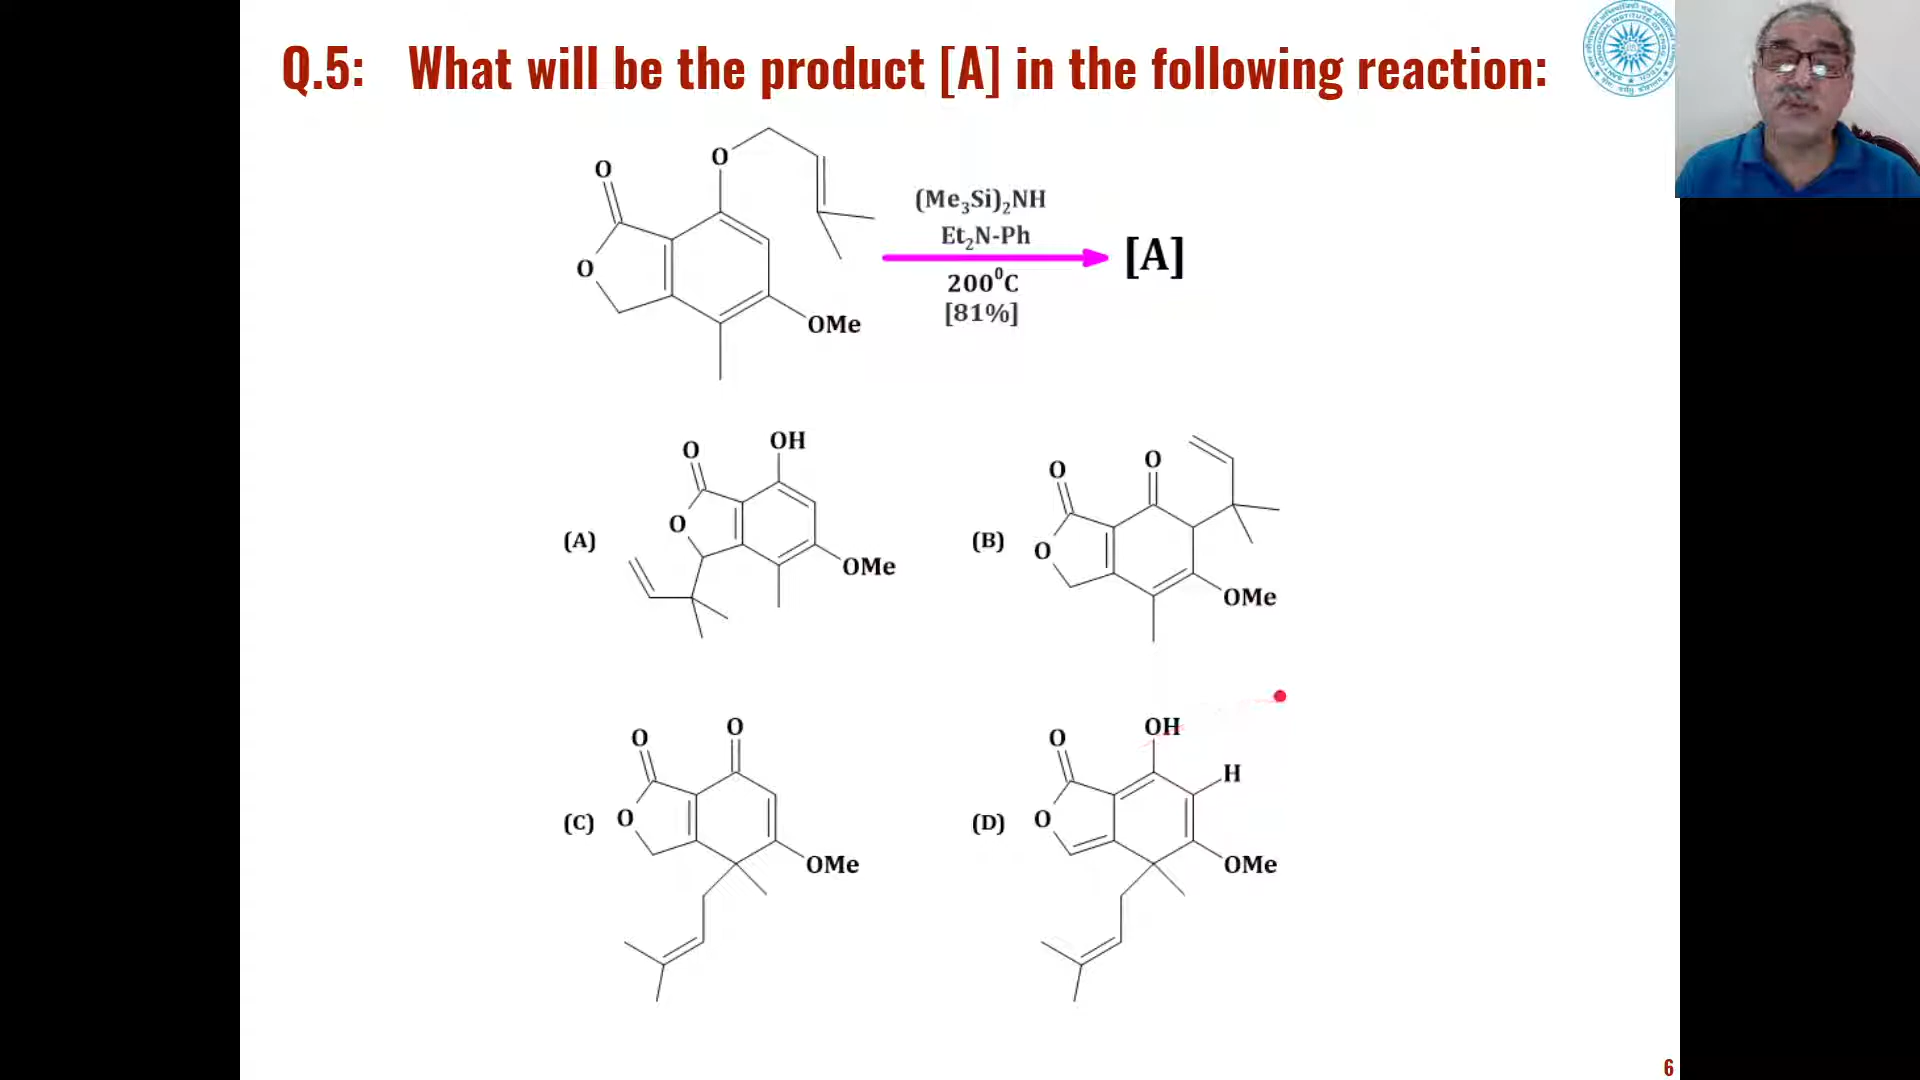 Q.5: What will be the product [A] in the following reaction:
O
O
O
OMe
(Me₃Si)₂NH
Et₂N-Ph
200⁰C
[81%]
[A]
(A)
O
OH
O
OMe
(B)
O
O
O
OMe
(C)
O
O
O
OMe
(D)
O
OH
H
O
OMe
6